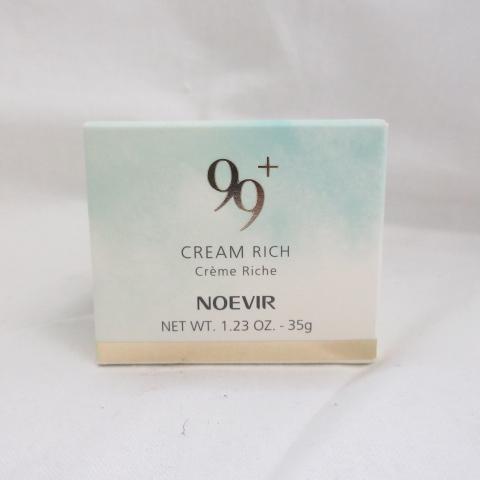 99+
CREAM RICH
Crème Riche
NOEVIR
NET WT. 1.23 OZ. - 35g